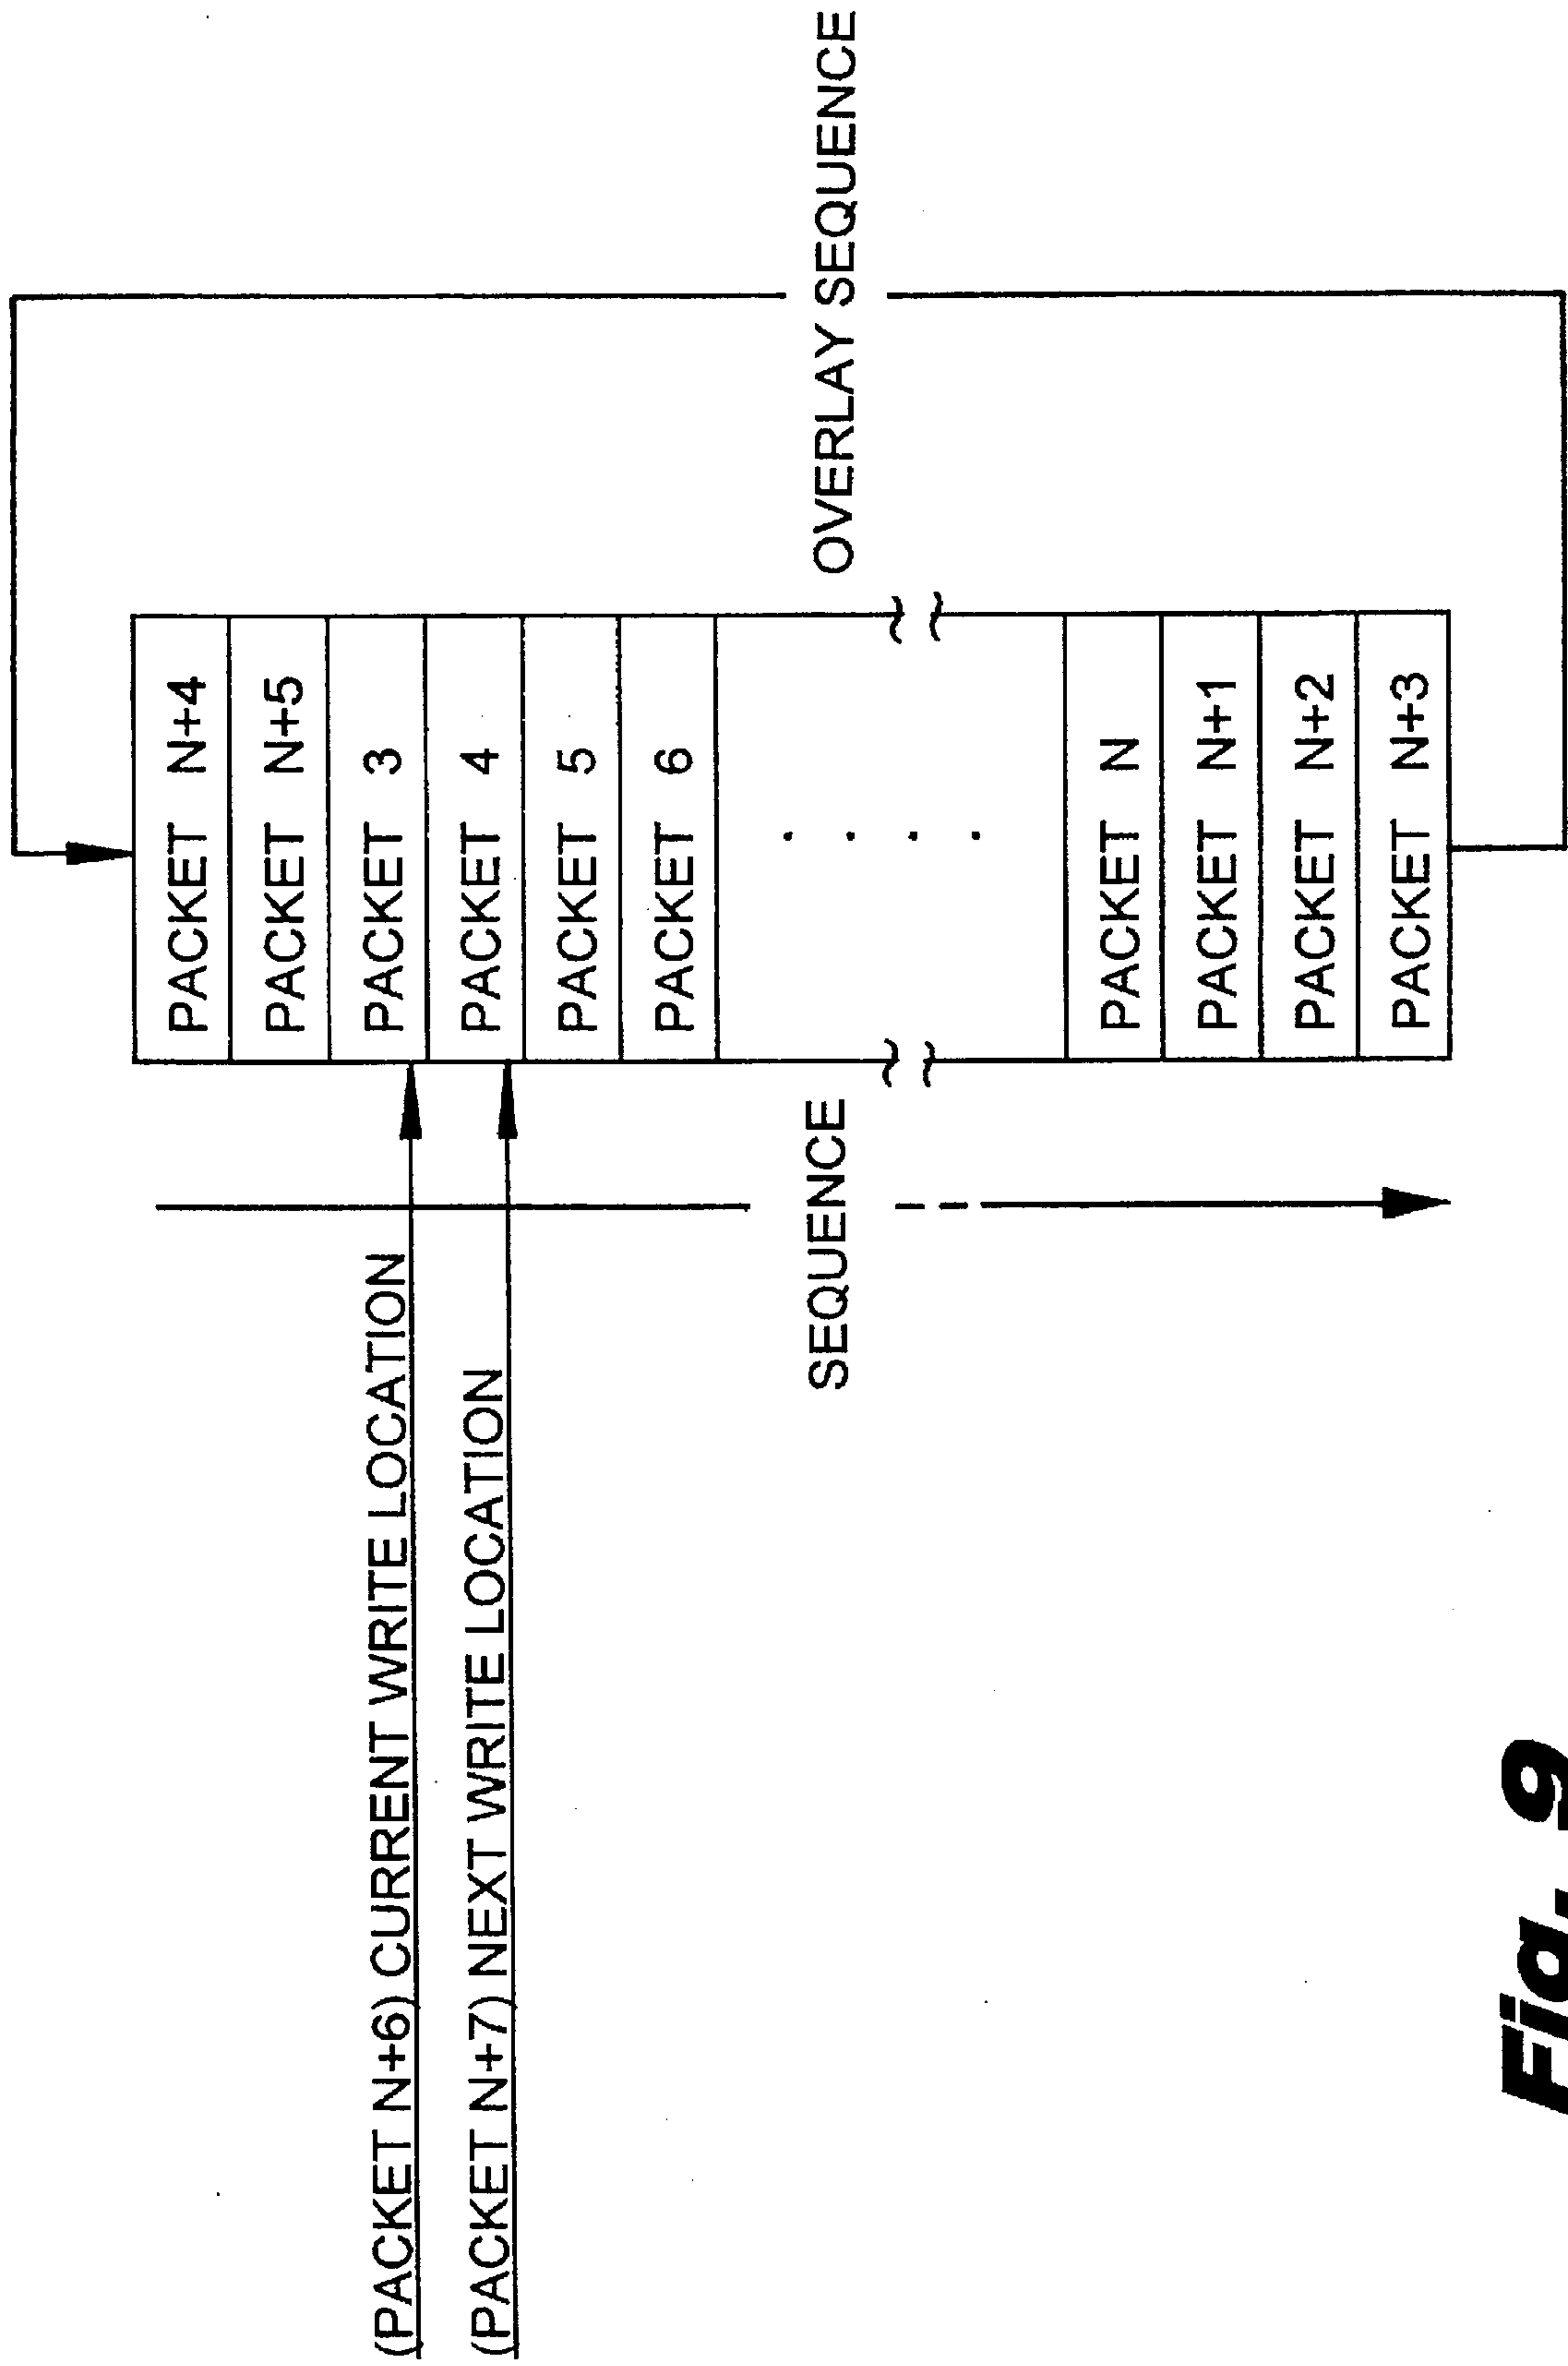 (PACKET N+6) CURRENT WRITE LOCATION
(PACKET N+7) NEXT WRITE LOCATION
PACKET N+4
PACKET N+5
PACKET 3
PACKET 4
PACKET 5
PACKET 6
. . . .
PACKET N
PACKET N+1
PACKET N+2
PACKET N+3
SEQUENCE
OVERLAY SEQUENCE
Fig. 9